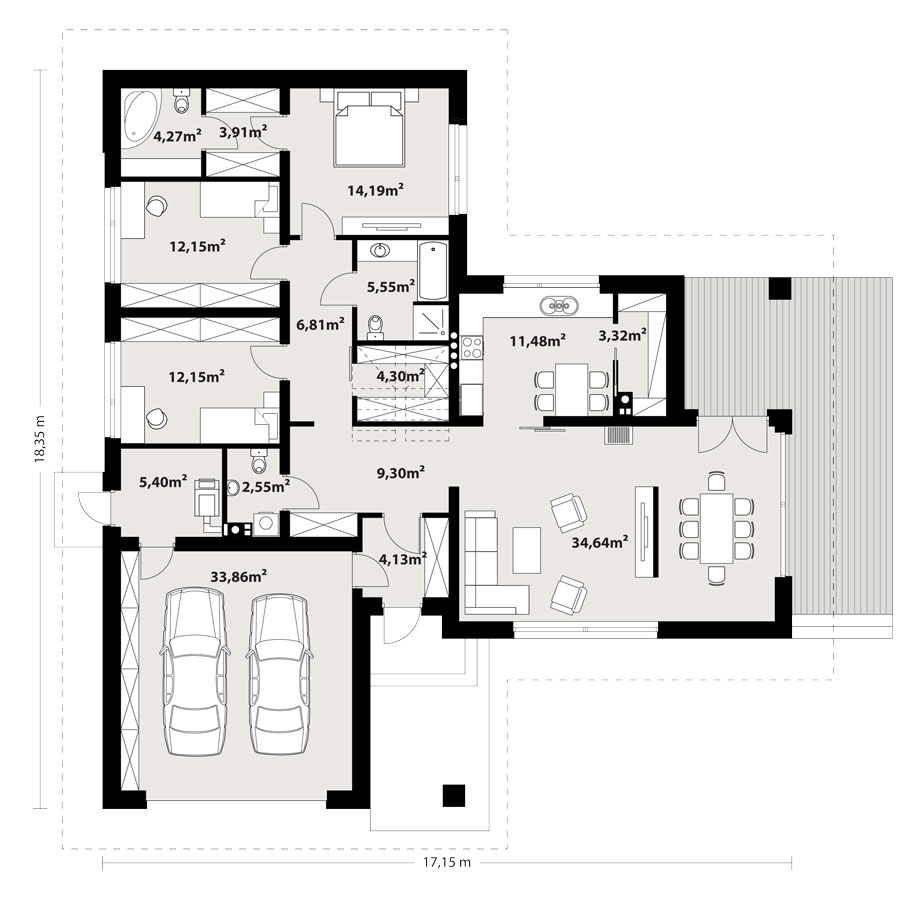 4,27m²
3,91m²
14,19m²
12,15m²
5,55m²
6,81m²
11,48m²
3,32m²
12,15m²
4,30m²
18,35 m
5,40m²
2,55m²
9,30m²
34,64m²
4,13m²
33,86m²
17,15 m